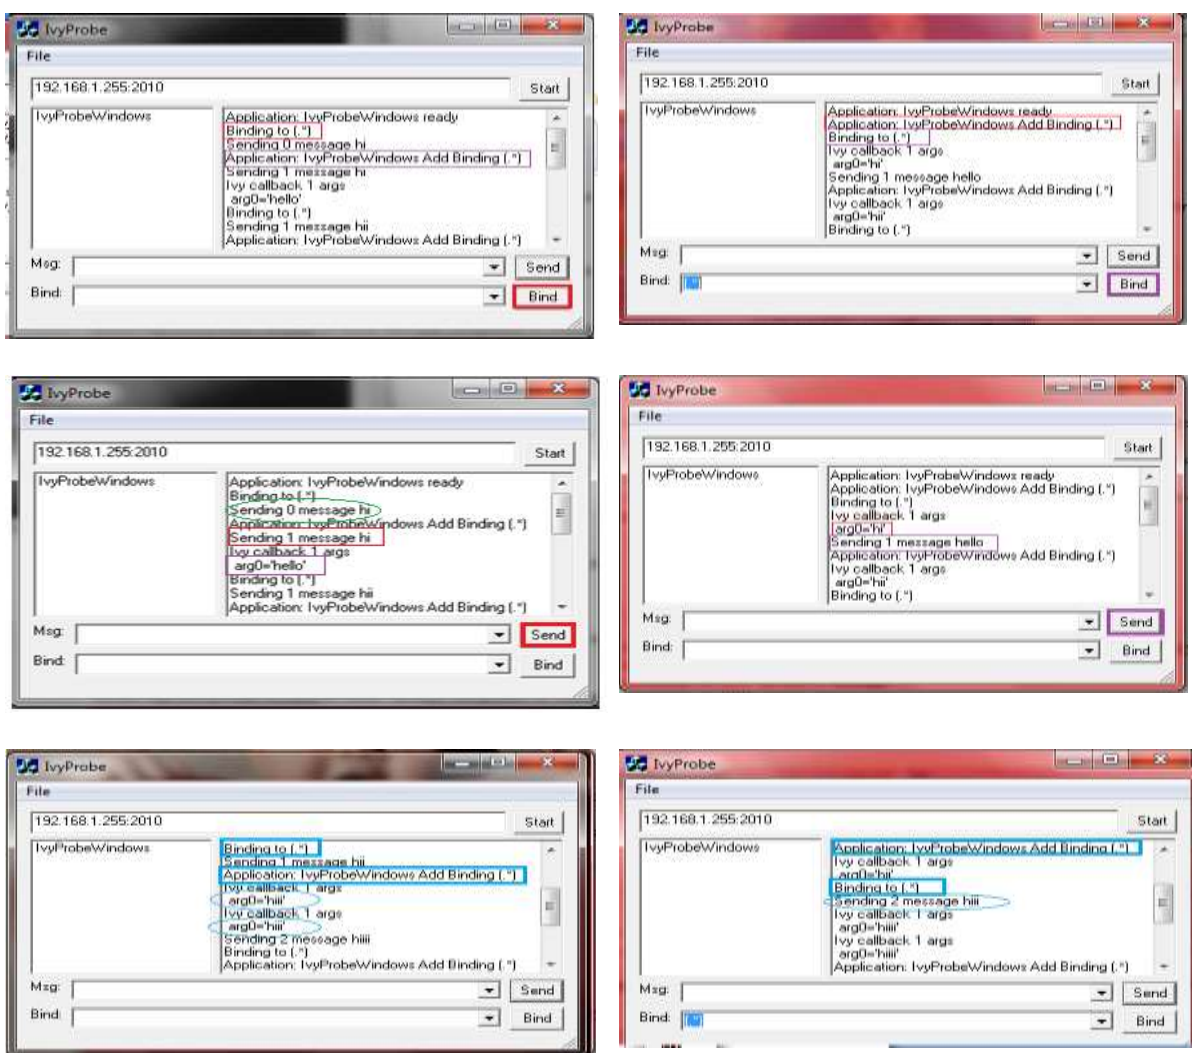 IvyProbe
File
192.168.1.255:2010
Start
IvyProbeWindows
Application: IvyProbeWindows ready
Binding to (.*)
Sending 0 message hi
Application: IvyProbeWindows Add Binding (.*)
Sending 1 message hi
Ivy callback 1 args
arg0='hello'
Binding to (.*)
Sending 1 message hii
Application: IvyProbeWindows Add Binding (.*)
Msg:
Send
Bind:
Bind
IvyProbe
File
192.168.1.255:2010
Start
IvyProbeWindows
Application: IvyProbeWindows ready
Application: IvyProbeWindows Add Binding (.*)
Binding to (.*)
Ivy callback 1 args
arg0='hi'
Sending 1 message hello
Application: IvyProbeWindows Add Binding (.*)
Ivy callback 1 args
arg0='hii'
Binding to (.*)
Msg:
Send
Bind: (.*)
Bind
IvyProbe
File
192.168.1.255:2010
Start
IvyProbeWindows
Application: IvyProbeWindows ready
Binding to (.*)
Sending 0 message hi
Application: IvyProbeWindows Add Binding (.*)
Sending 1 message hi
Ivy callback 1 args
arg0='hello'
Binding to (.*)
Sending 1 message hii
Application: IvyProbeWindows Add Binding (.*)
Msg:
Send
Bind:
Bind
IvyProbe
File
192.168.1.255:2010
Start
IvyProbeWindows
Application: IvyProbeWindows ready
Application: IvyProbeWindows Add Binding (.*)
Binding to (.*)
Ivy callback 1 args
arg0='hi'
Sending 1 message hello
Application: IvyProbeWindows Add Binding (.*)
Ivy callback 1 args
arg0='hii'
Binding to (.*)
Msg:
Send
Bind:
Bind
IvyProbe
File
192.168.1.255:2010
Start
IvyProbeWindows
Binding to (.*)
Sending 1 message hii
Application: IvyProbeWindows Add Binding (.*)
Ivy callback 1 args
arg0='hiii'
Ivy callback 1 args
arg0='hiii'
Sending 2 message hiiii
Binding to (.*)
Application: IvyProbeWindows Add Binding (.*)
Msg:
Send
Bind:
Bind
IvyProbe
File
192.168.1.255:2010
Start
IvyProbeWindows
Application: IvyProbeWindows Add Binding (.*)
Ivy callback 1 args
arg0='hii'
Binding to (.*)
Sending 2 message hiii
Ivy callback 1 args
arg0='hiiii'
Ivy callback 1 args
arg0='hiiii'
Application: IvyProbeWindows Add Binding (.*)
Msg:
Send
Bind: (.*)
Bind